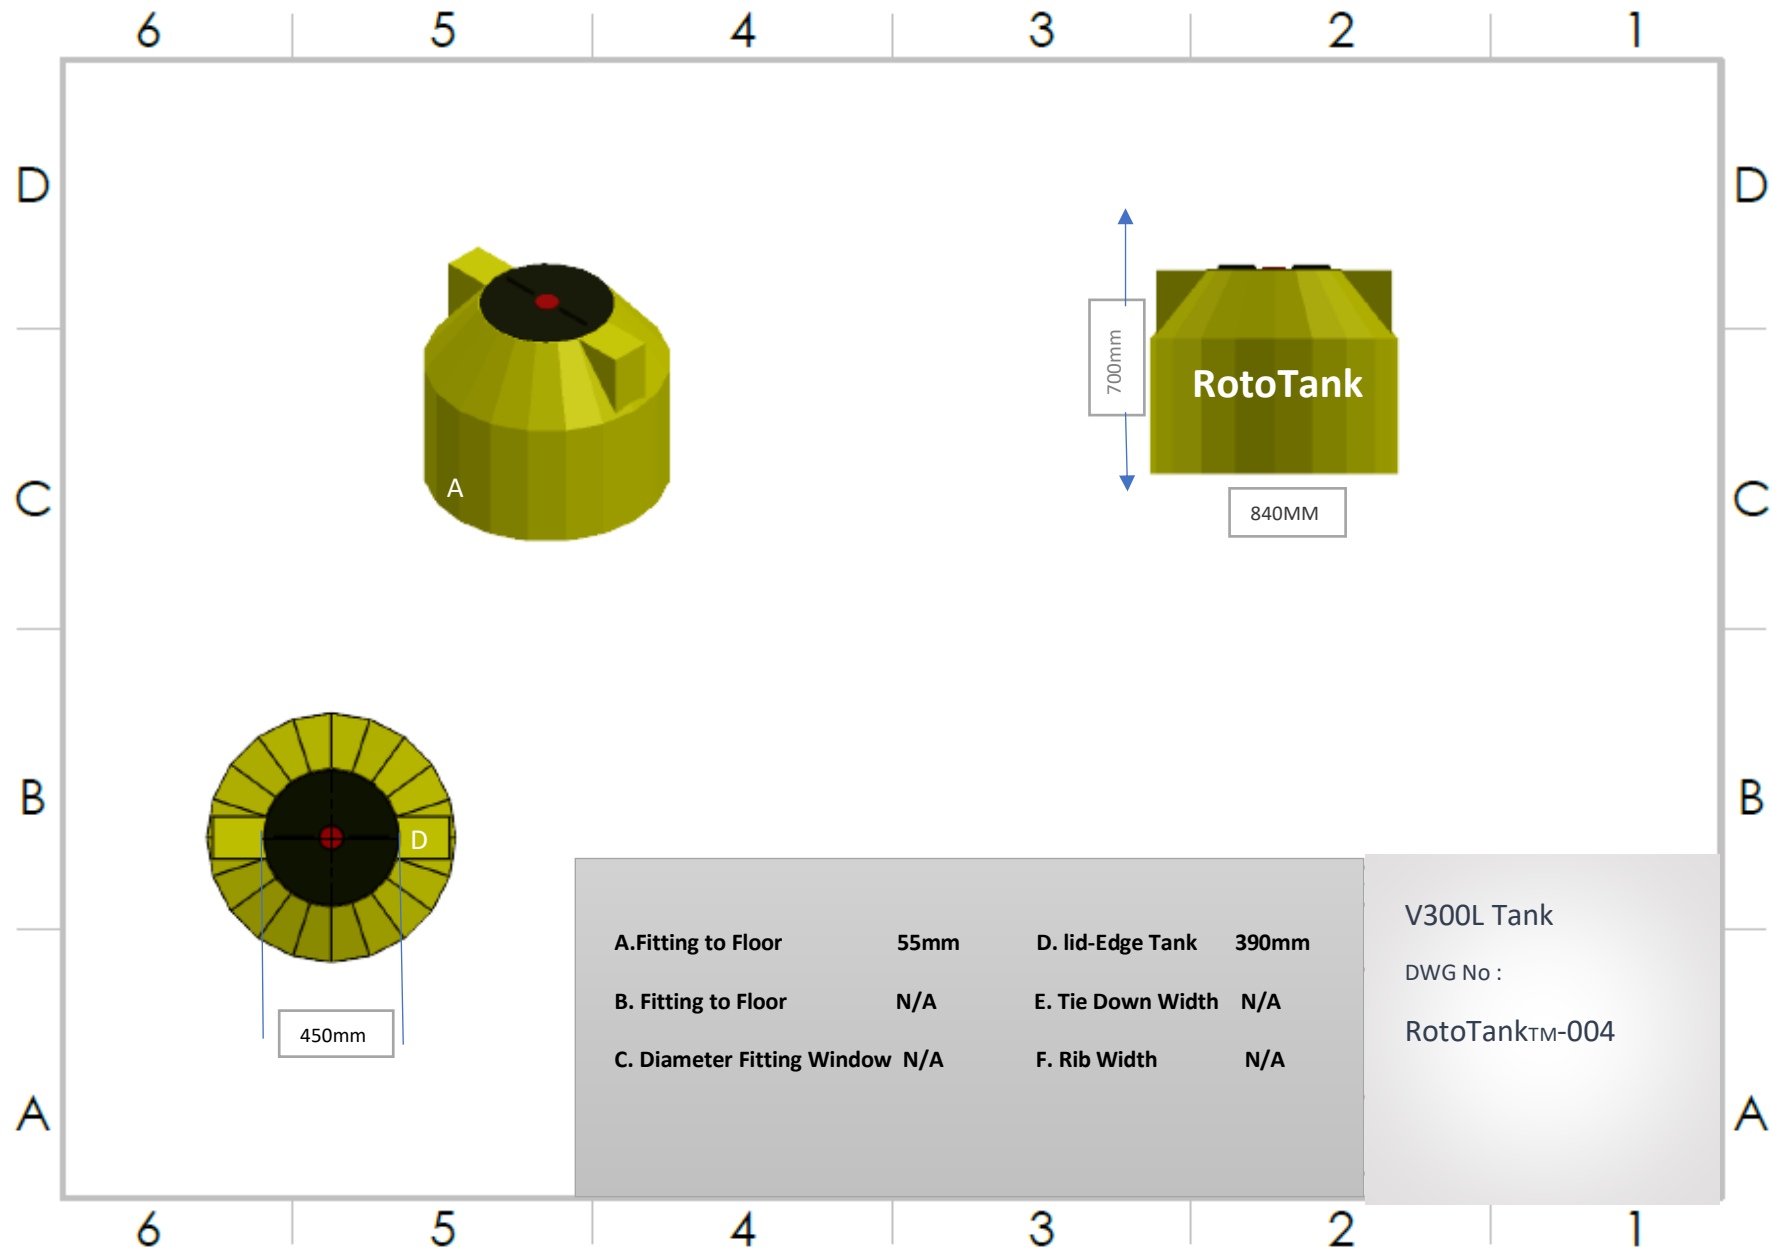 6 5 4 3 2 1
D D
700mm
RotoTank
A
C C
840MM
B B
D
450mm
A.Fitting to Floor 55mm D. lid-Edge Tank 390mm
B. Fitting to Floor N/A E. Tie Down Width N/A
C. Diameter Fitting Window N/A F. Rib Width N/A
V300L Tank
DWG No :
RotoTankTM-004
A A
6 5 4 3 2 1